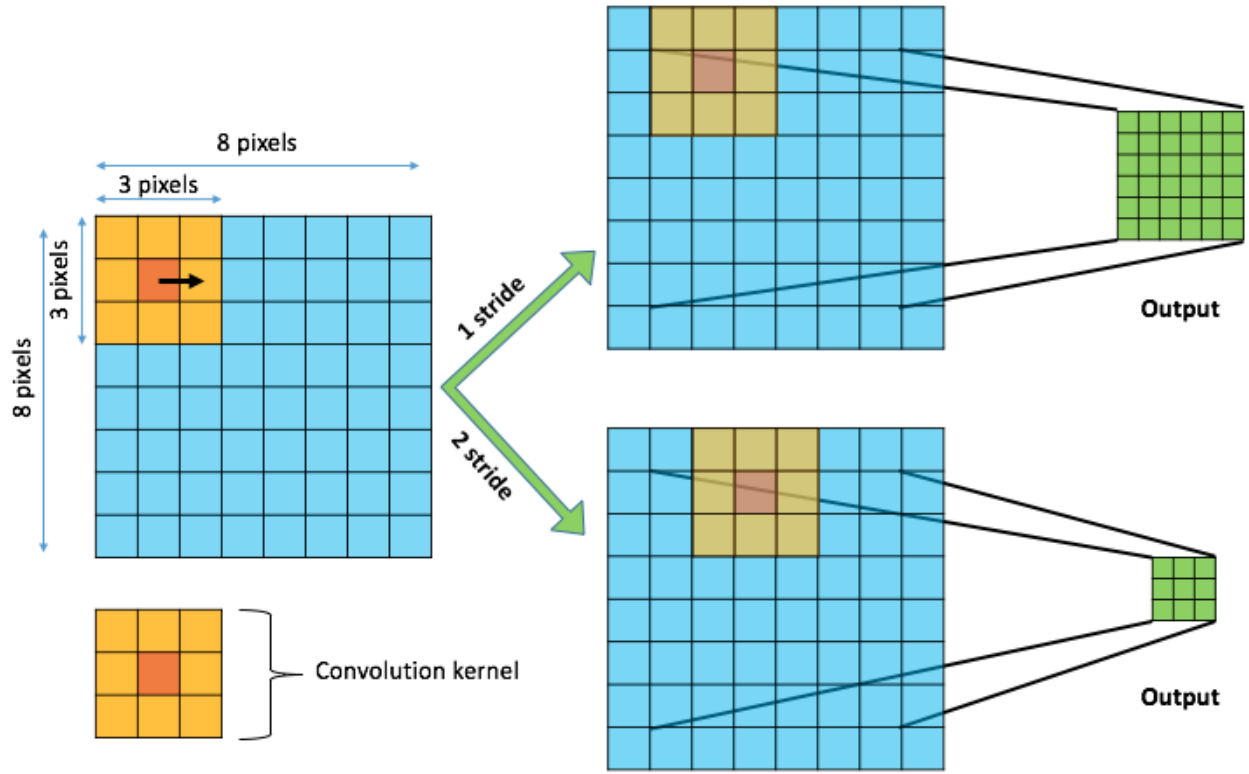 8 pixels
3 pixels
3 pixels
8 pixels
1 stride
2 stride
Output
Output
Convolution kernel